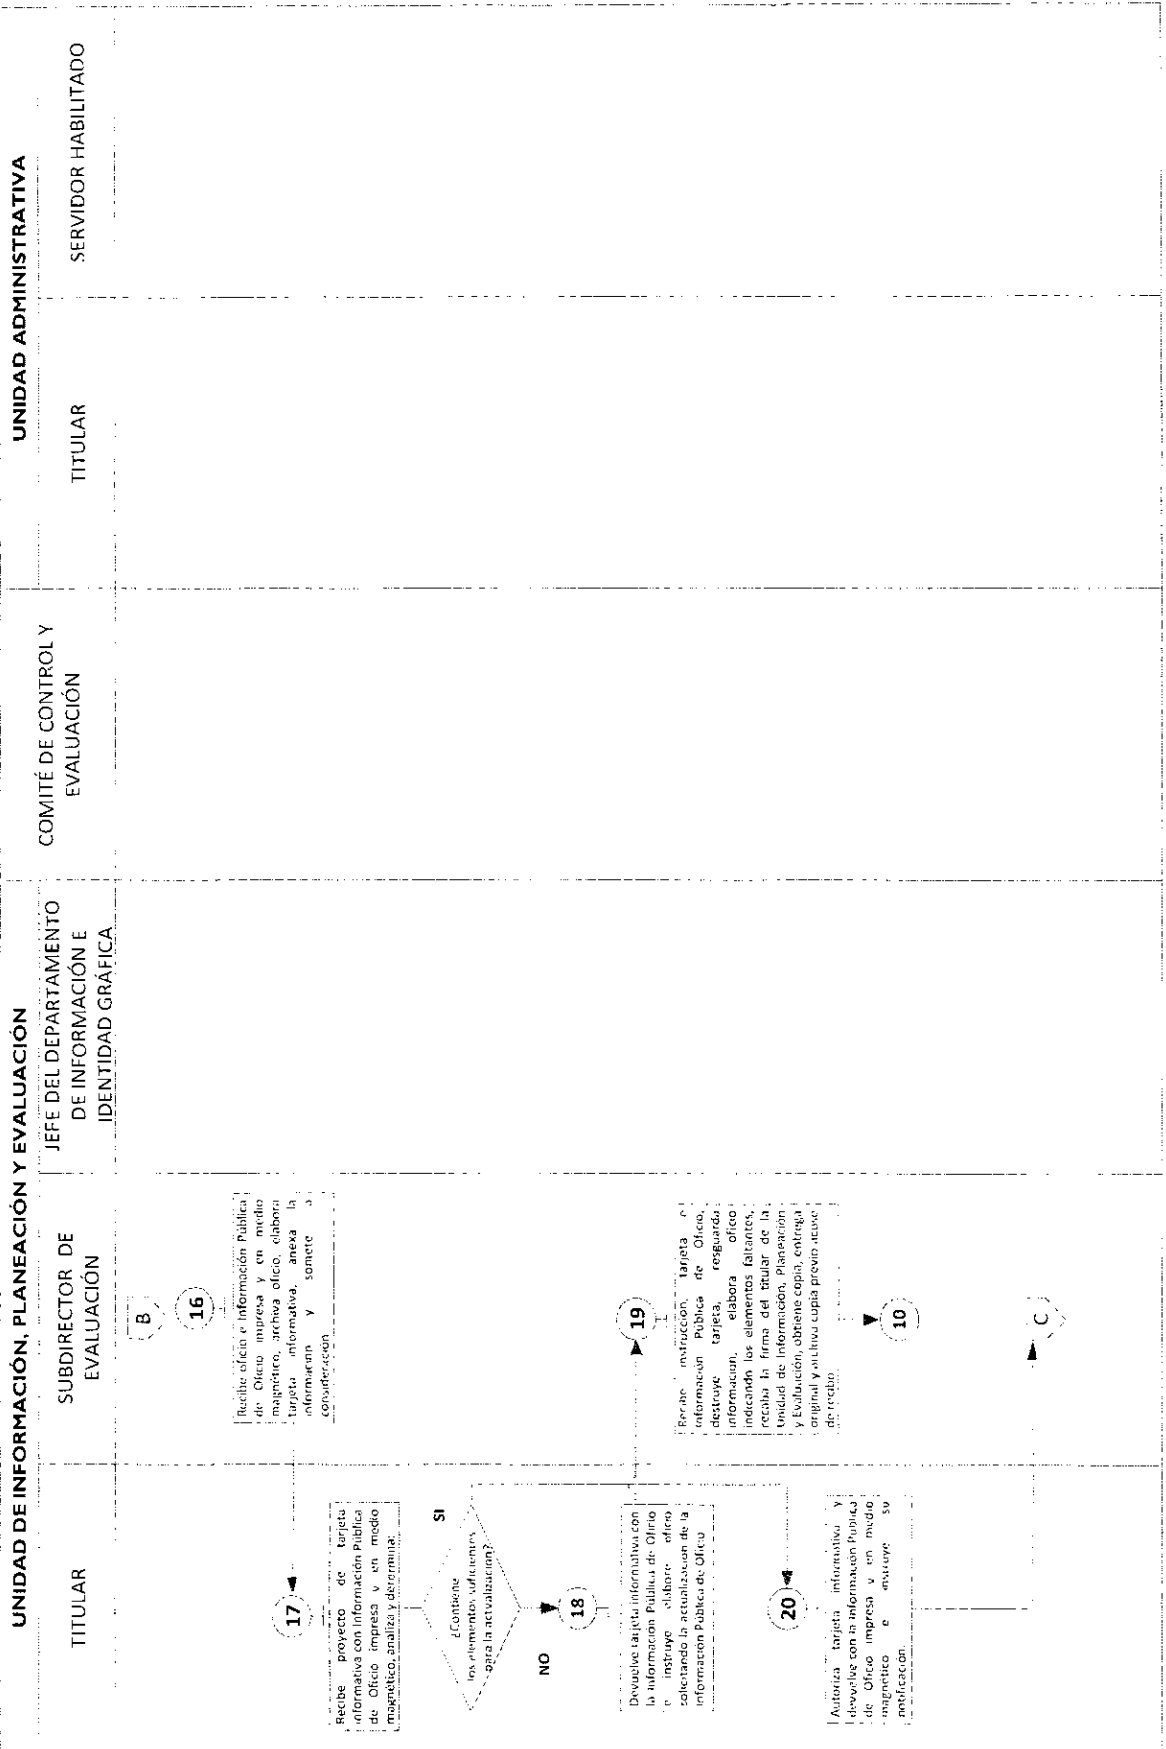 UNIDAD DE INFORMACIÓN, PLANEACIÓN Y EVALUACIÓN
UNIDAD ADMINISTRATIVA
TITULAR
SUBDIRECTOR DE
EVALUACIÓN
JEFE DEL DEPARTAMENTO
DE INFORMACIÓN E
IDENTIDAD GRÁFICA
COMITÉ DE CONTROL Y
EVALUACIÓN
TITULAR
SERVIDOR HABILITADO
B
16
Recibe oficio e Información Pública
de Oficio impresa y en medio
magnético, archiva oficio, elabora
tarjeta informativa, anexa la
información y somete a
consideración
17
Recibe proyecto de tarjeta
informativa con Información Pública
de Oficio impresa y en medio
magnético, analiza y determina:
¿Contiene
los elementos suficientes
para la actualización?
SI
NO
18
Devuelve tarjeta informativa con
la información Pública de Oficio
e instruye elabore oficio
solicitando la actualización de la
Información Pública de Oficio
19
Recibe instrucción, tarjeta e
Información Pública de Oficio,
destruye tarjeta, resguarda
información, elabora oficio
indicando los elementos faltantes,
recaba la firma del titular de la
Unidad de Información, Planeación
y Evaluación, obtiene copia, entrega
original y archiva copia previo acuse
de recibo
10
20
Autoriza tarjeta informativa y
devuelve con la información Pública
de Oficio impresa y en medio
magnético e instruye su
notificación.
C